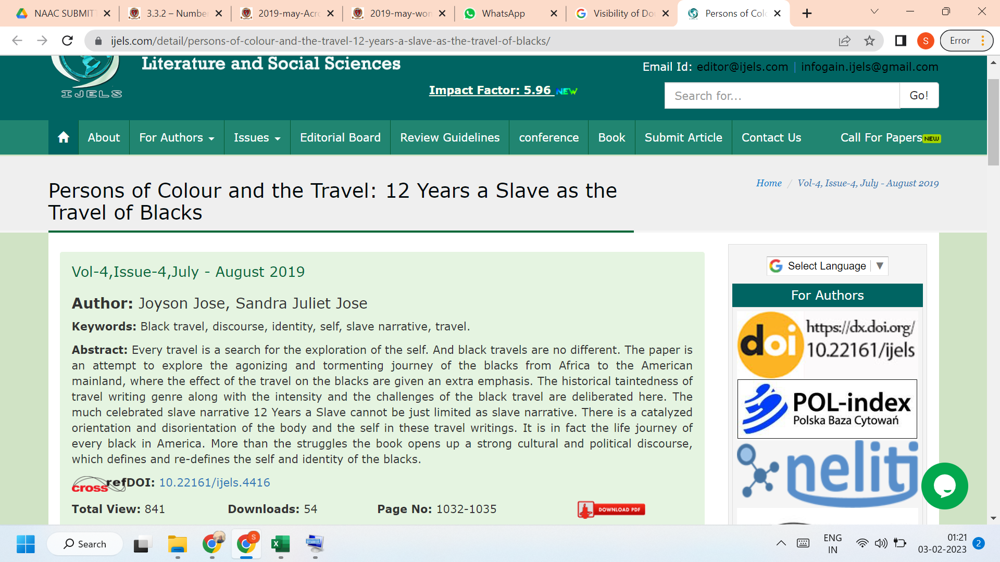 NAAC SUBMIT
3.3.2 – Numbe
2019-may-Acro
2019-may-wom
WhatsApp
Visibility of Do
Persons of Colo
ijels.com/detail/persons-of-colour-and-the-travel-12-years-a-slave-as-the-travel-of-blacks/
S
Error
Literature and Social Sciences
IJELS
Email Id: editor@ijels.com | infogain.ijels@gmail.com
Impact Factor: 5.96 NEW
Search for...
Go!
About
For Authors
Issues
Editorial Board
Review Guidelines
conference
Book
Submit Article
Contact Us
Call For Papers NEW
Persons of Colour and the Travel: 12 Years a Slave as the
Travel of Blacks
Home / Vol-4, Issue-4, July - August 2019
Vol-4,Issue-4,July - August 2019
Author: Joyson Jose, Sandra Juliet Jose
Keywords: Black travel, discourse, identity, self, slave narrative, travel.
Abstract: Every travel is a search for the exploration of the self. And black travels are no different. The paper is
an attempt to explore the agonizing and tormenting journey of the blacks from Africa to the American
mainland, where the effect of the travel on the blacks are given an extra emphasis. The historical taintedness of
travel writing genre along with the intensity and the challenges of the black travel are deliberated here. The
much celebrated slave narrative 12 Years a Slave cannot be just limited as slave narrative. There is a catalyzed
orientation and disorientation of the body and the self in these travel writings. It is in fact the life journey of
every black in America. More than the struggles the book opens up a strong cultural and political discourse,
which defines and re-defines the self and identity of the blacks.
crossref DOI: 10.22161/ijels.4416
Total View: 841
Downloads: 54
Page No: 1032-1035
DOWNLOAD PDF
Select Language ▼
For Authors
doi
https://dx.doi.org/
10.22161/ijels
POL-index
Polska Baza Cytowań
neliti
Search
S
ENG
IN
01:21
03-02-2023
2